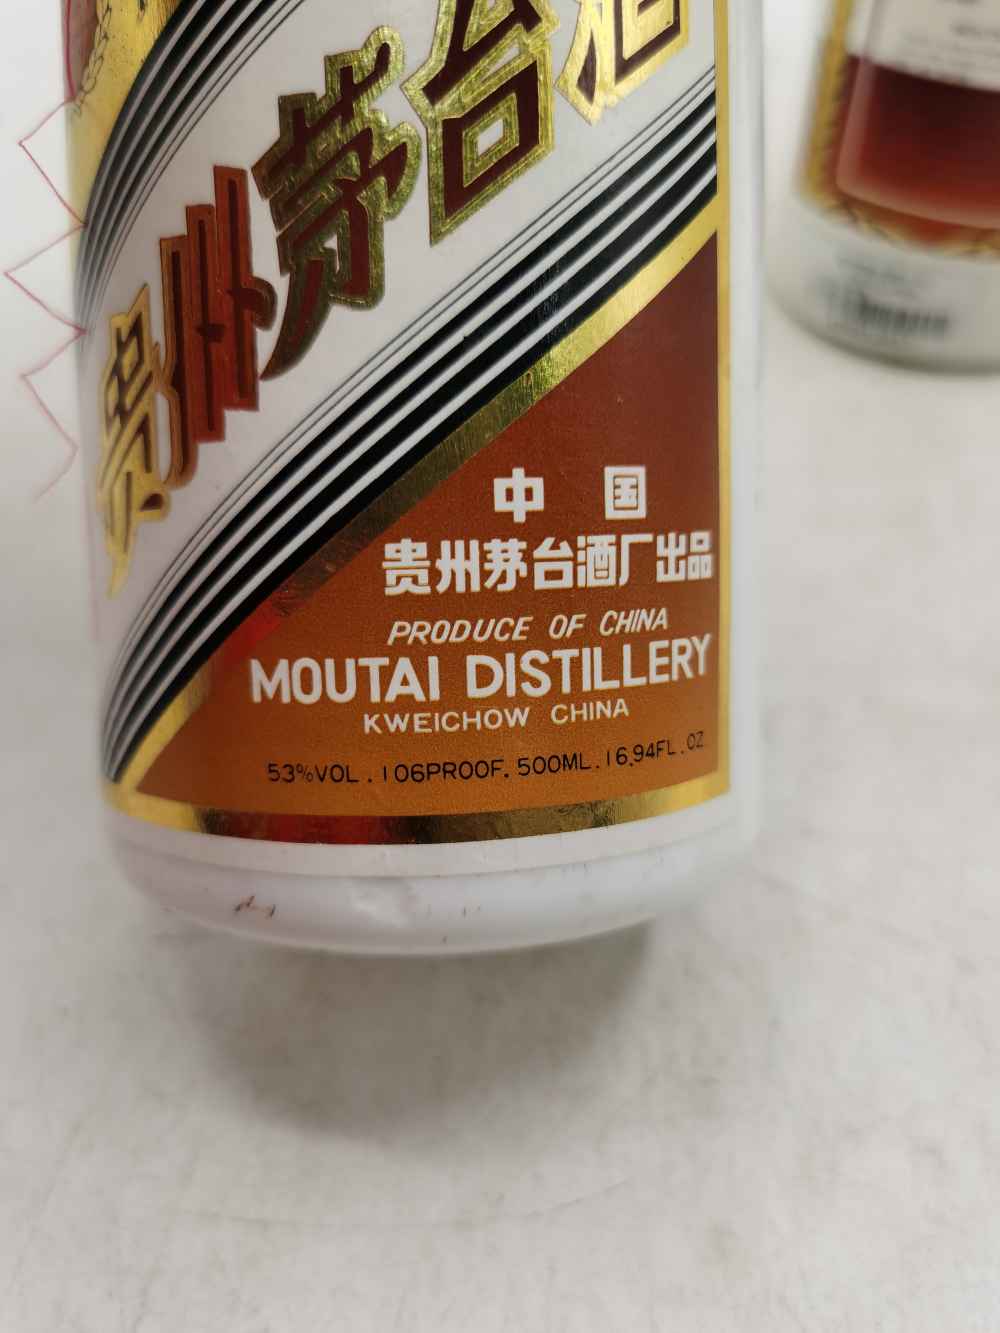 贵州茅台酒
中国
贵州茅台酒厂出品
PRODUCE OF CHINA
MOUTAI DISTILLERY
KWEICHOW CHINA
53%VOL. 106PROOF. 500ML. 16.94FL.OZ